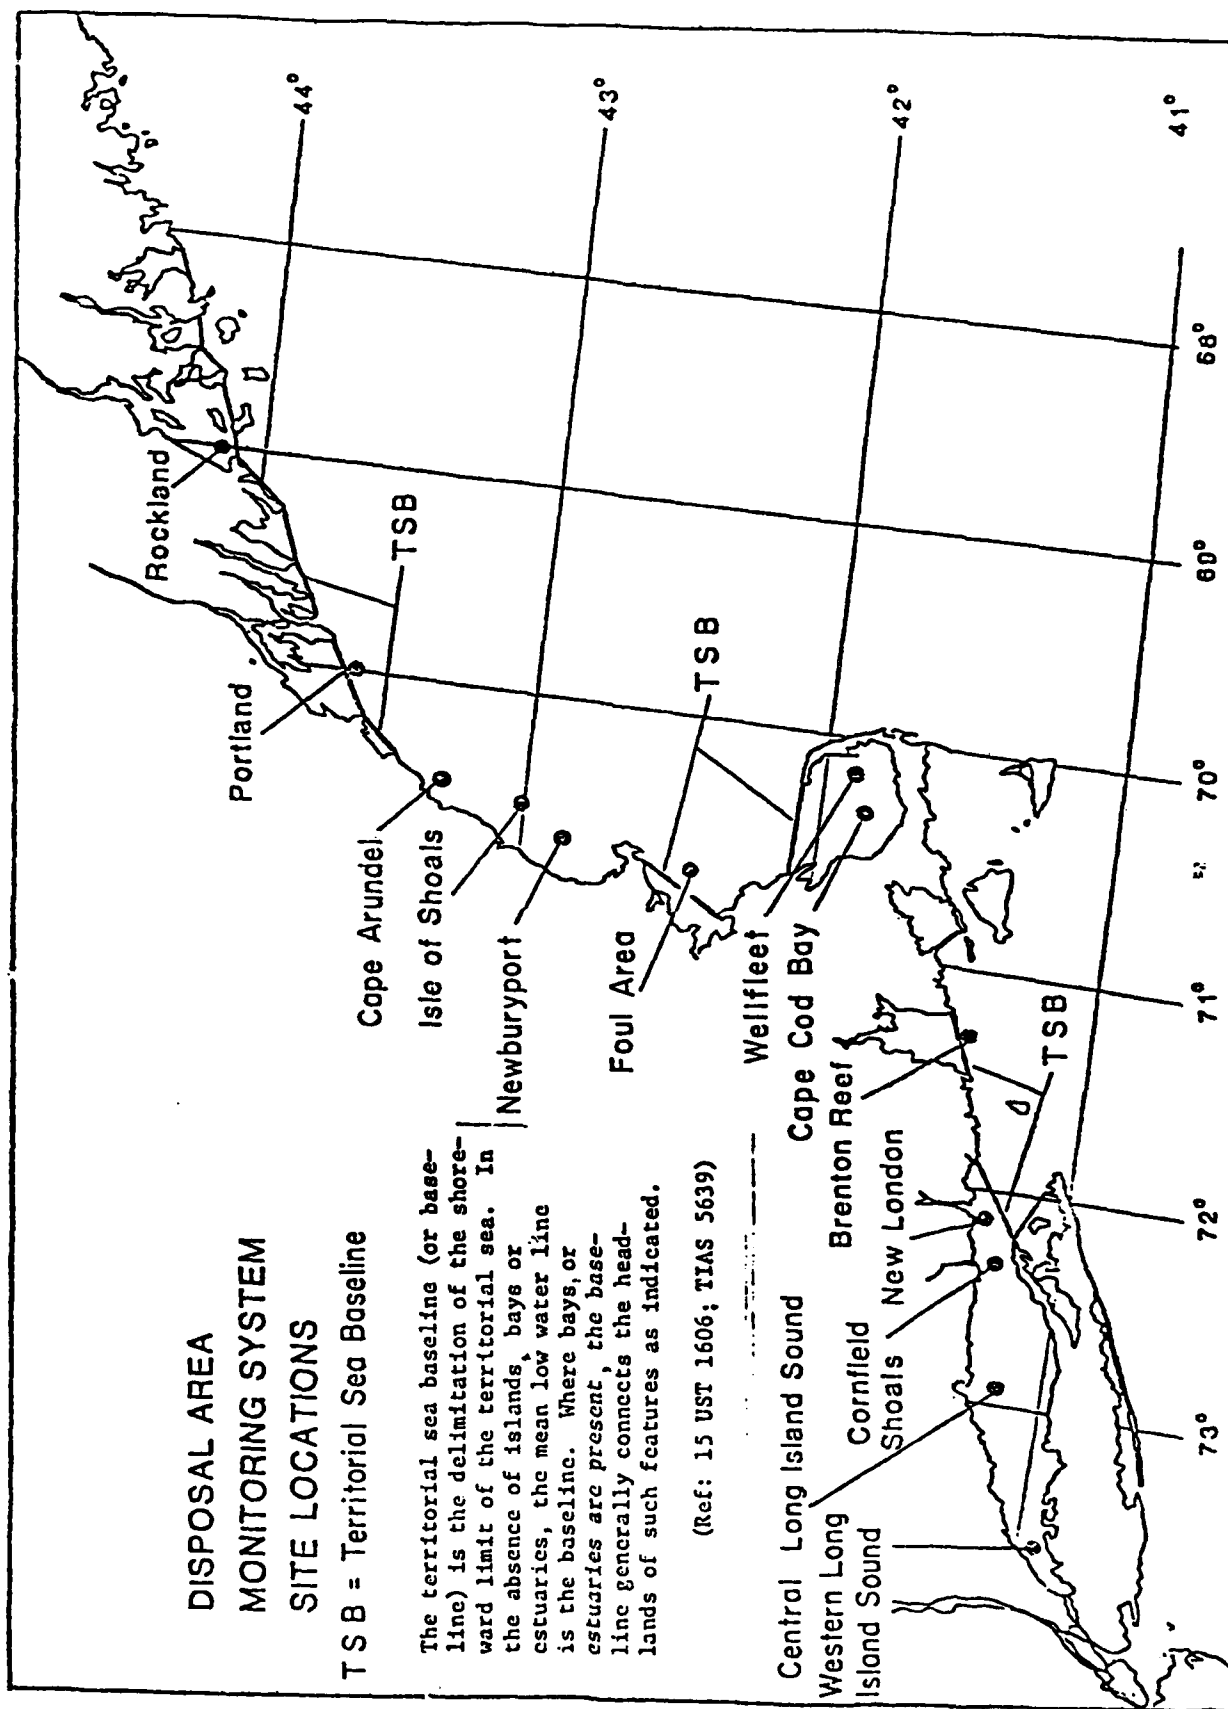 DISPOSAL AREA
MONITORING SYSTEM
SITE LOCATIONS
T S B = Territorial Sea Baseline
The territorial sea baseline (or base-
line) is the delimitation of the shore-
ward limit of the territorial sea. In
the absence of islands, bays or
estuaries, the mean low water line
is the baseline. Where bays, or
estuaries are present, the base-
line generally connects the head-
lands of such features as indicated.
(Ref: 15 UST 1606; TIAS 5639)
Rockland
Portland
TSB
Cape Arundel
Isle of Shoals
Newburyport
Foul Area
TSB
Wellfleet
Cape Cod Bay
Brenton Reef
New London
Cornfield
Shoals
TSB
Central Long Island Sound
Western Long
Island Sound
44°
43°
42°
41°
68°
69°
70°
71°
72°
73°